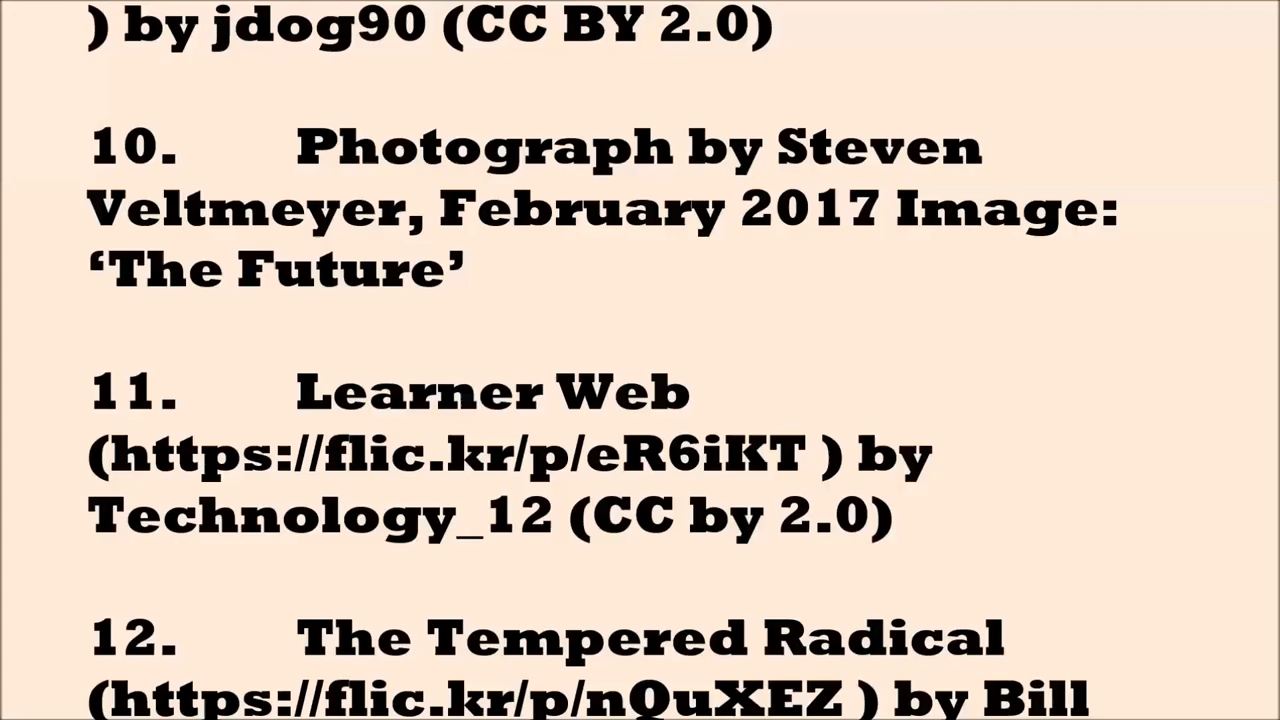 ) by jdog90 (CC BY 2.0)
10. Photograph by Steven
Veltmeyer, February 2017 Image:
‘The Future’
11. Learner Web
(https://flic.kr/p/eR6iKT ) by
Technology_12 (CC by 2.0)
12. The Tempered Radical
(https://flic.kr/p/nQuXEZ ) by Bill